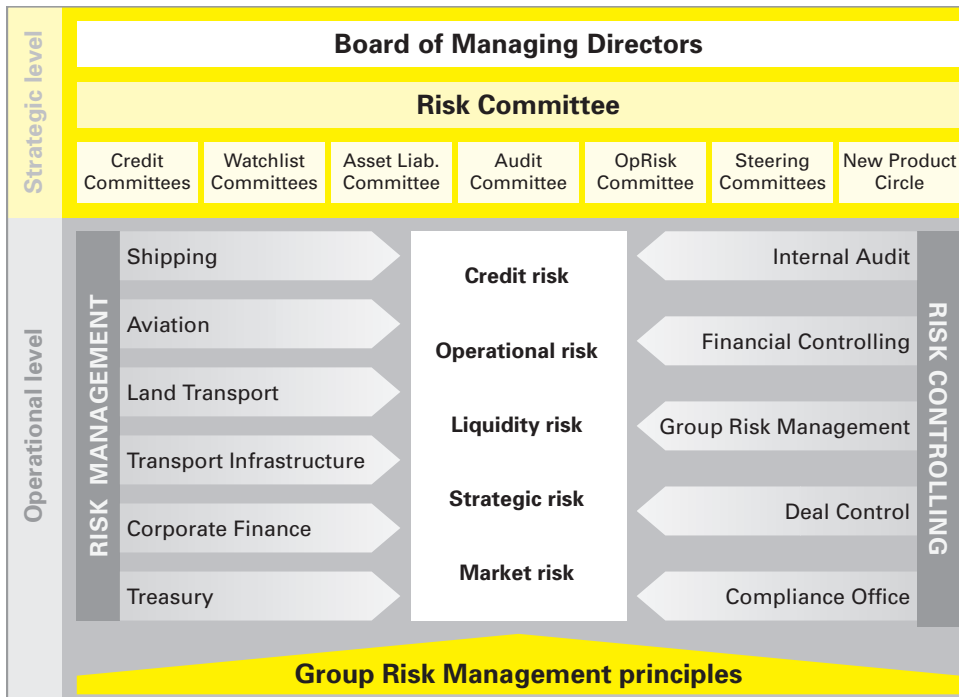 Strategic level
Board of Managing Directors
Risk Committee
Credit
Committees
Watchlist
Committees
Asset Liab.
Committee
Audit
Committee
OpRisk
Committee
Steering
Committees
New Product
Circle
Operational level
RISK MANAGEMENT
Shipping
Aviation
Land Transport
Transport Infrastructure
Corporate Finance
Treasury
Credit risk
Operational risk
Liquidity risk
Strategic risk
Market risk
Internal Audit
Financial Controlling
Group Risk Management
Deal Control
Compliance Office
RISK CONTROLLING
Group Risk Management principles